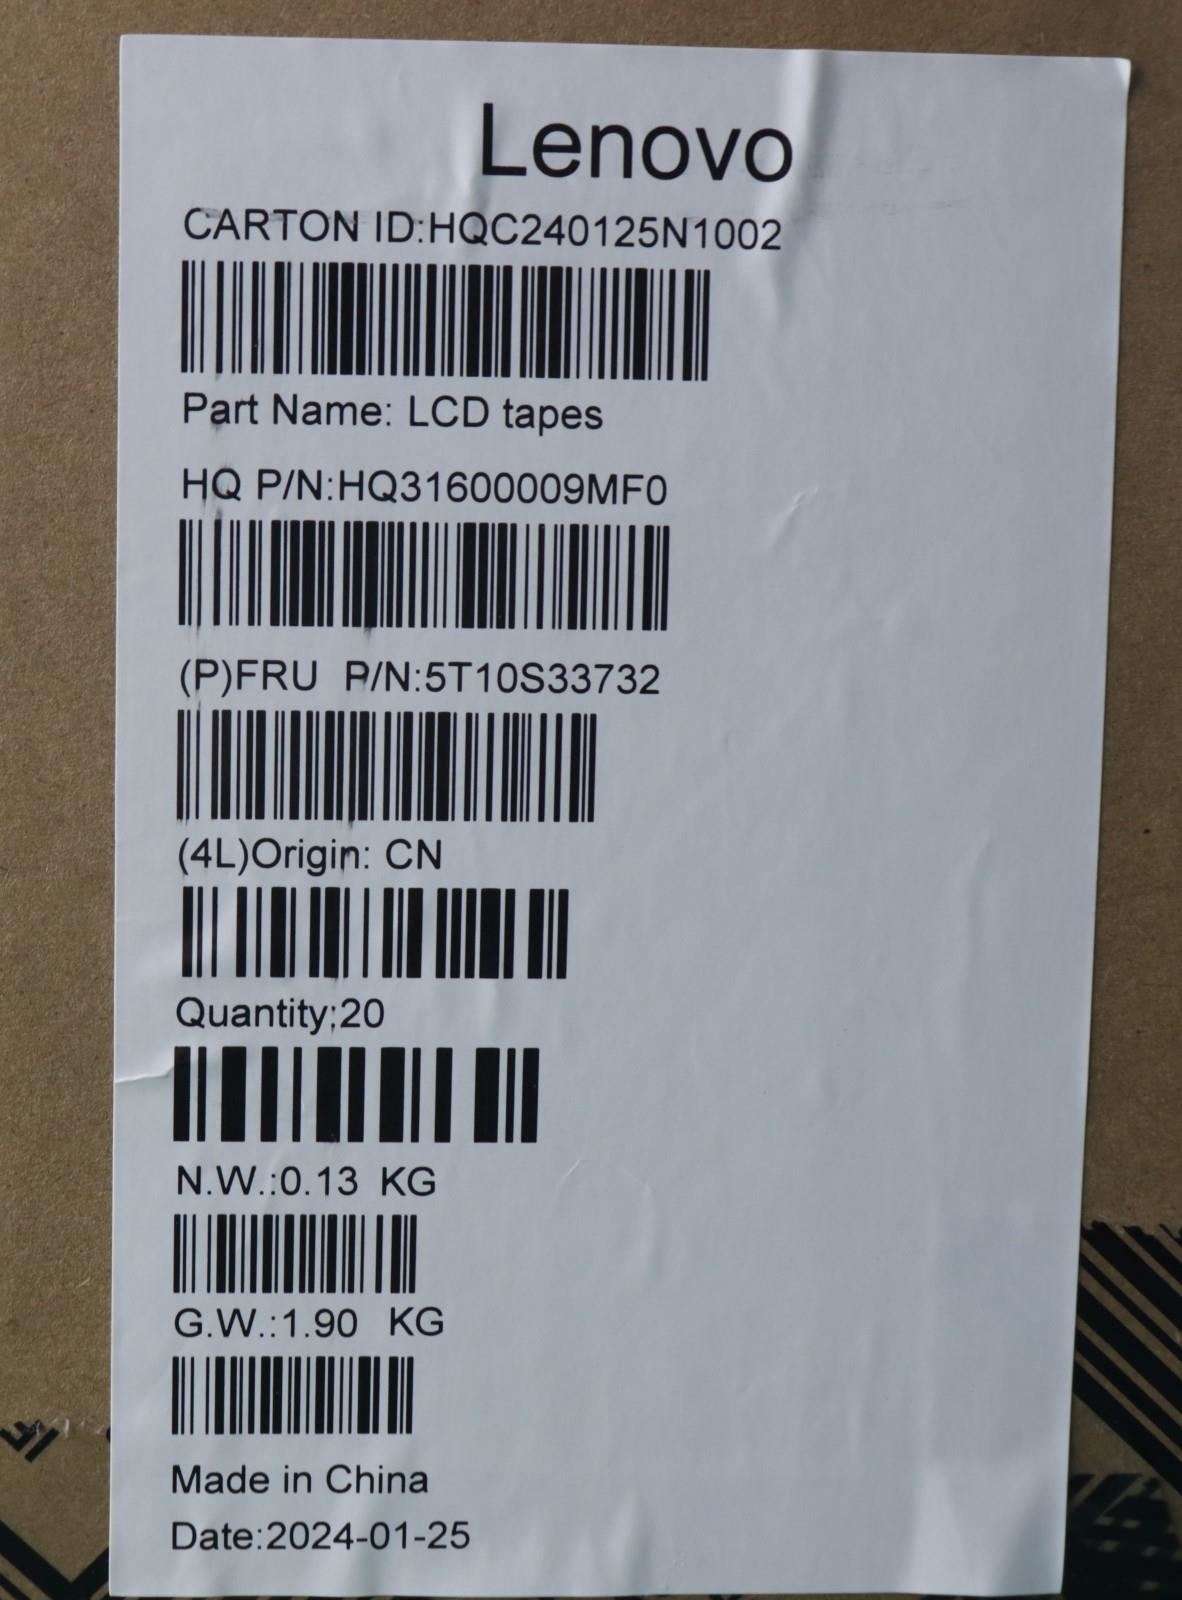 Lenovo
CARTON ID:HQC240125N1002
Part Name: LCD tapes
HQ P/N:HQ31600009MF0
(P)FRU  P/N:5T10S33732
(4L)Origin: CN
Quantity:20
N.W.:0.13  KG
G.W.:1.90  KG
Made in China
Date:2024-01-25